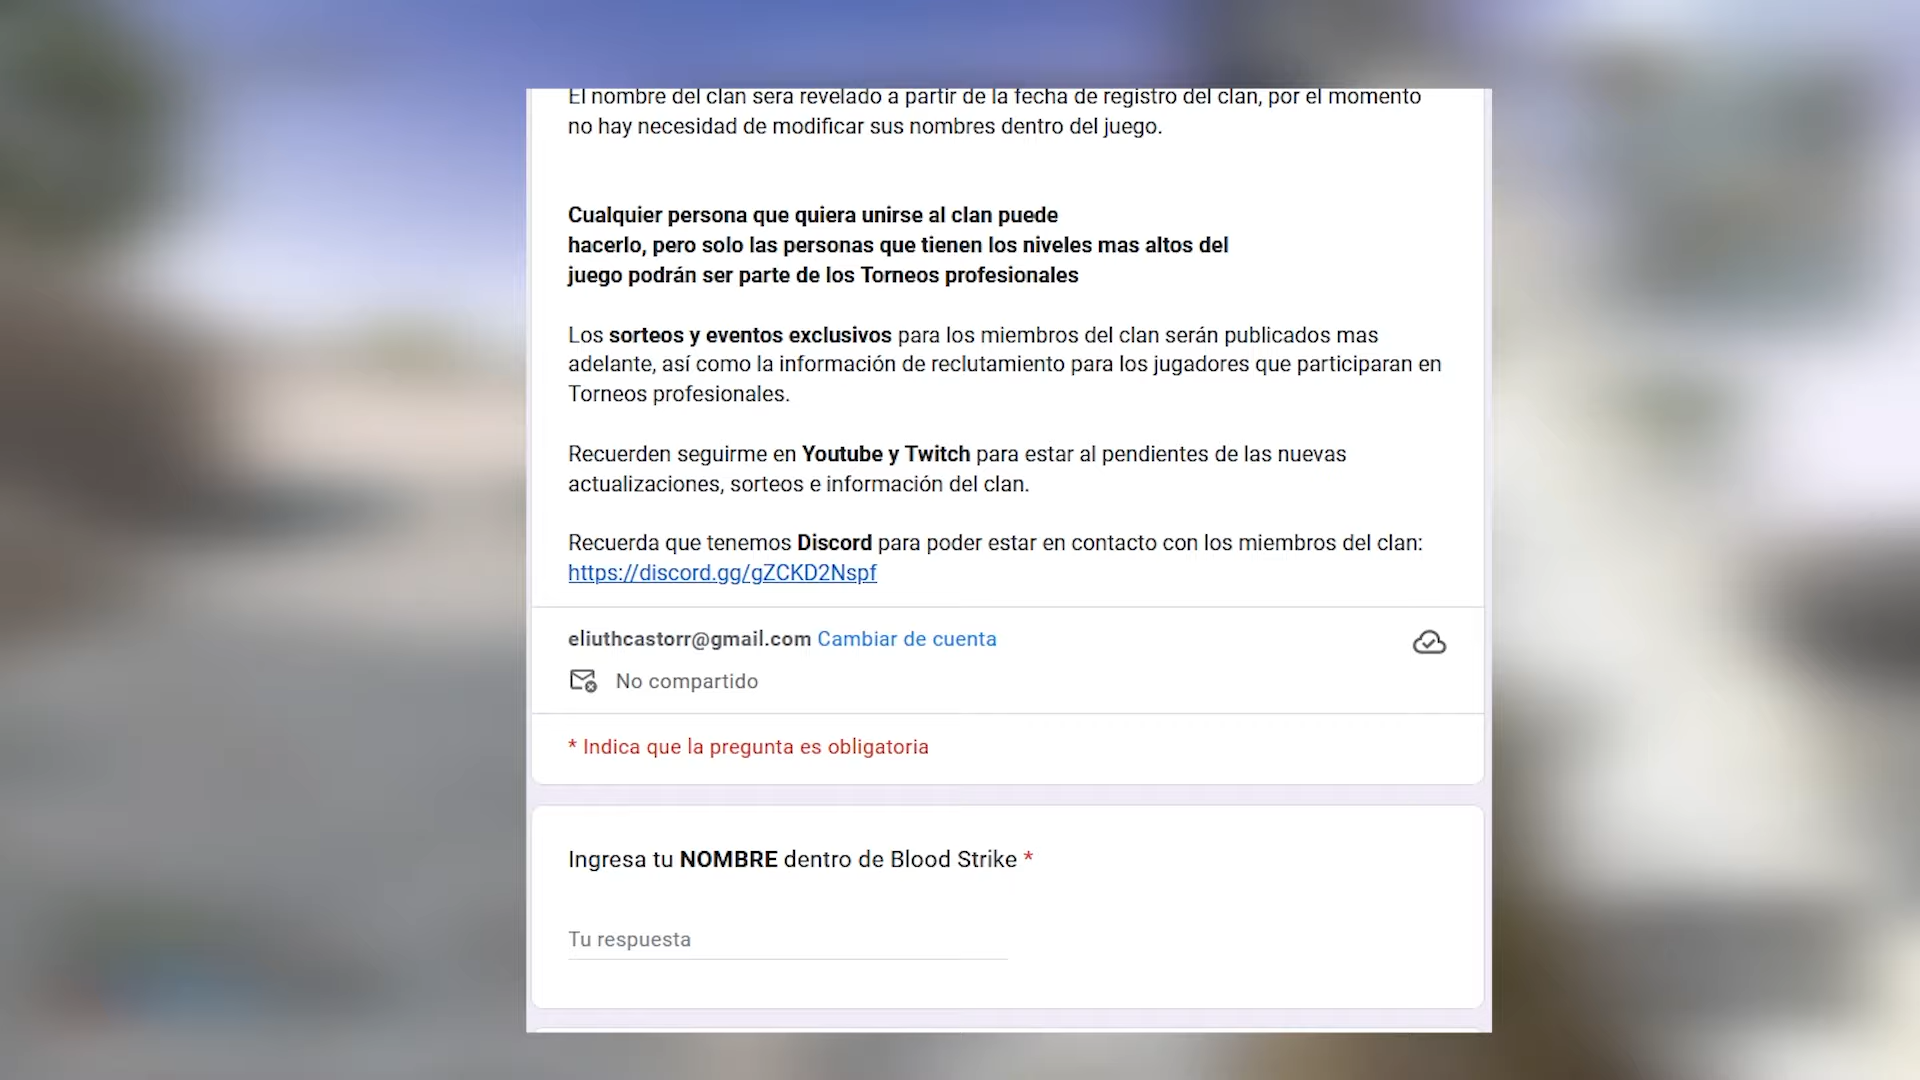 El nombre del clan será revelado a partir de la fecha de registro del clan, por el momento
no hay necesidad de modificar sus nombres dentro del juego.
Cualquier persona que quiera unirse al clan puede
hacerlo, pero solo las personas que tienen los niveles mas altos del
juego podrán ser parte de los Torneos profesionales
Los sorteos y eventos exclusivos para los miembros del clan serán publicados mas
adelante, así como la información de reclutamiento para los jugadores que participaran en
Torneos profesionales.
Recuerden seguirme en Youtube y Twitch para estar al pendientes de las nuevas
actualizaciones, sorteos e información del clan.
Recuerda que tenemos Discord para poder estar en contacto con los miembros del clan:
https://discord.gg/gZCKD2Nspf
eliuthcastorr@gmail.com Cambiar de cuenta
No compartido
* Indica que la pregunta es obligatoria
Ingresa tu NOMBRE dentro de Blood Strike *
Tu respuesta